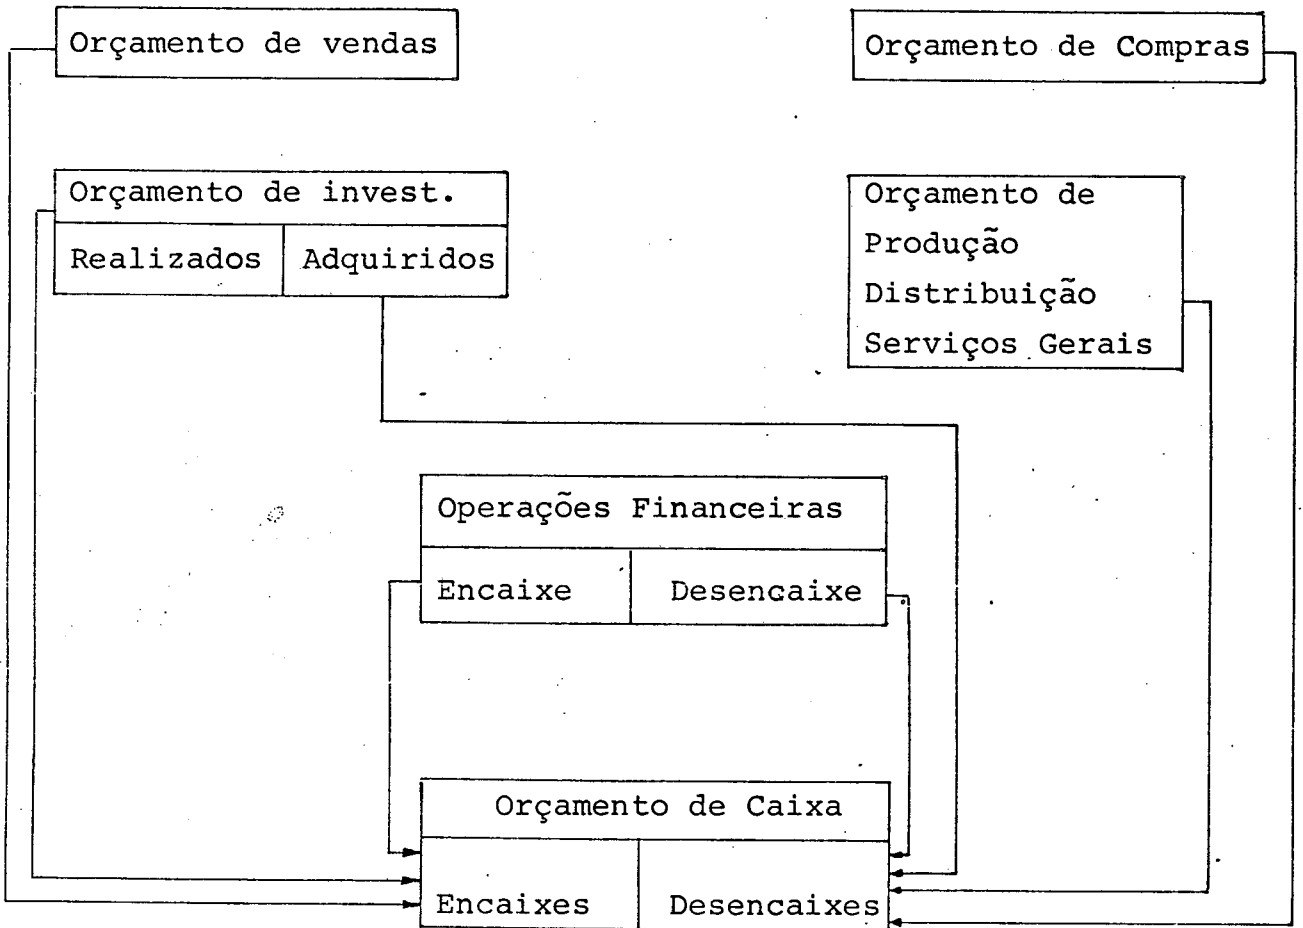 Orçamento de vendas
Orçamento de Compras
Orçamento de invest.
Realizados
Adquiridos
Orçamento de
Produção
Distribuição
Serviços Gerais
Operações Financeiras
Encaixe
Desencaixe
Orçamento de Caixa
Encaixes
Desencaixes